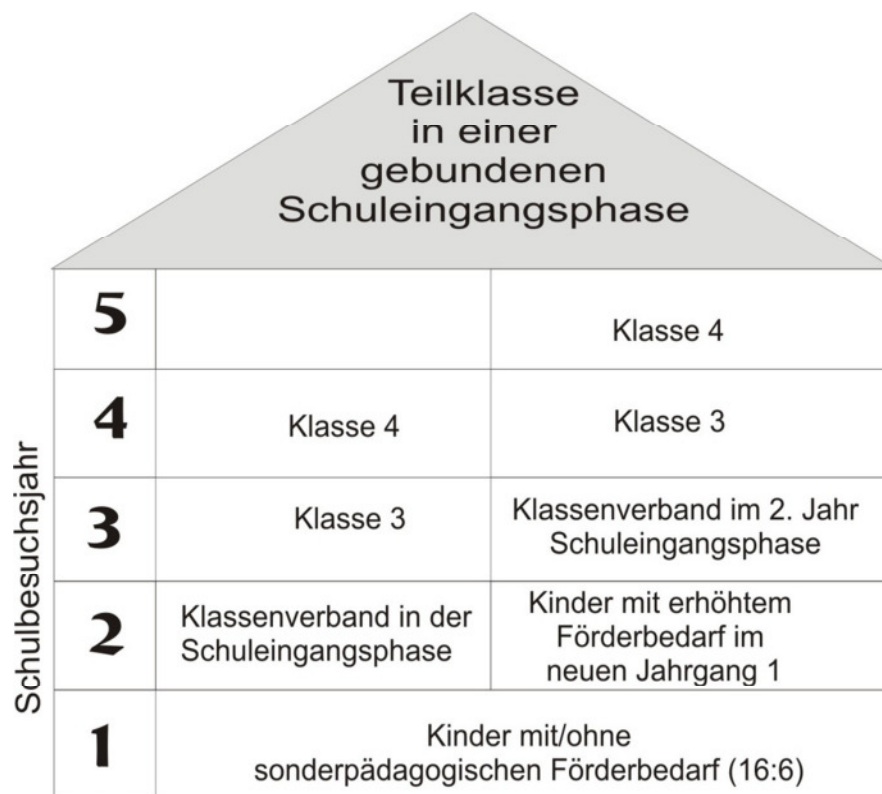 Teilklasse
in einer
gebundenen
Schuleingangsphase
Schulbesuchsjahr
5
Klasse 4
4
Klasse 4
Klasse 3
3
Klasse 3
Klassenverband im 2. Jahr
Schuleingangsphase
2
Klassenverband in der
Schuleingangsphase
Kinder mit erhöhtem
Förderbedarf im
neuen Jahrgang 1
1
Kinder mit/ohne
sonderpädagogischen Förderbedarf (16:6)